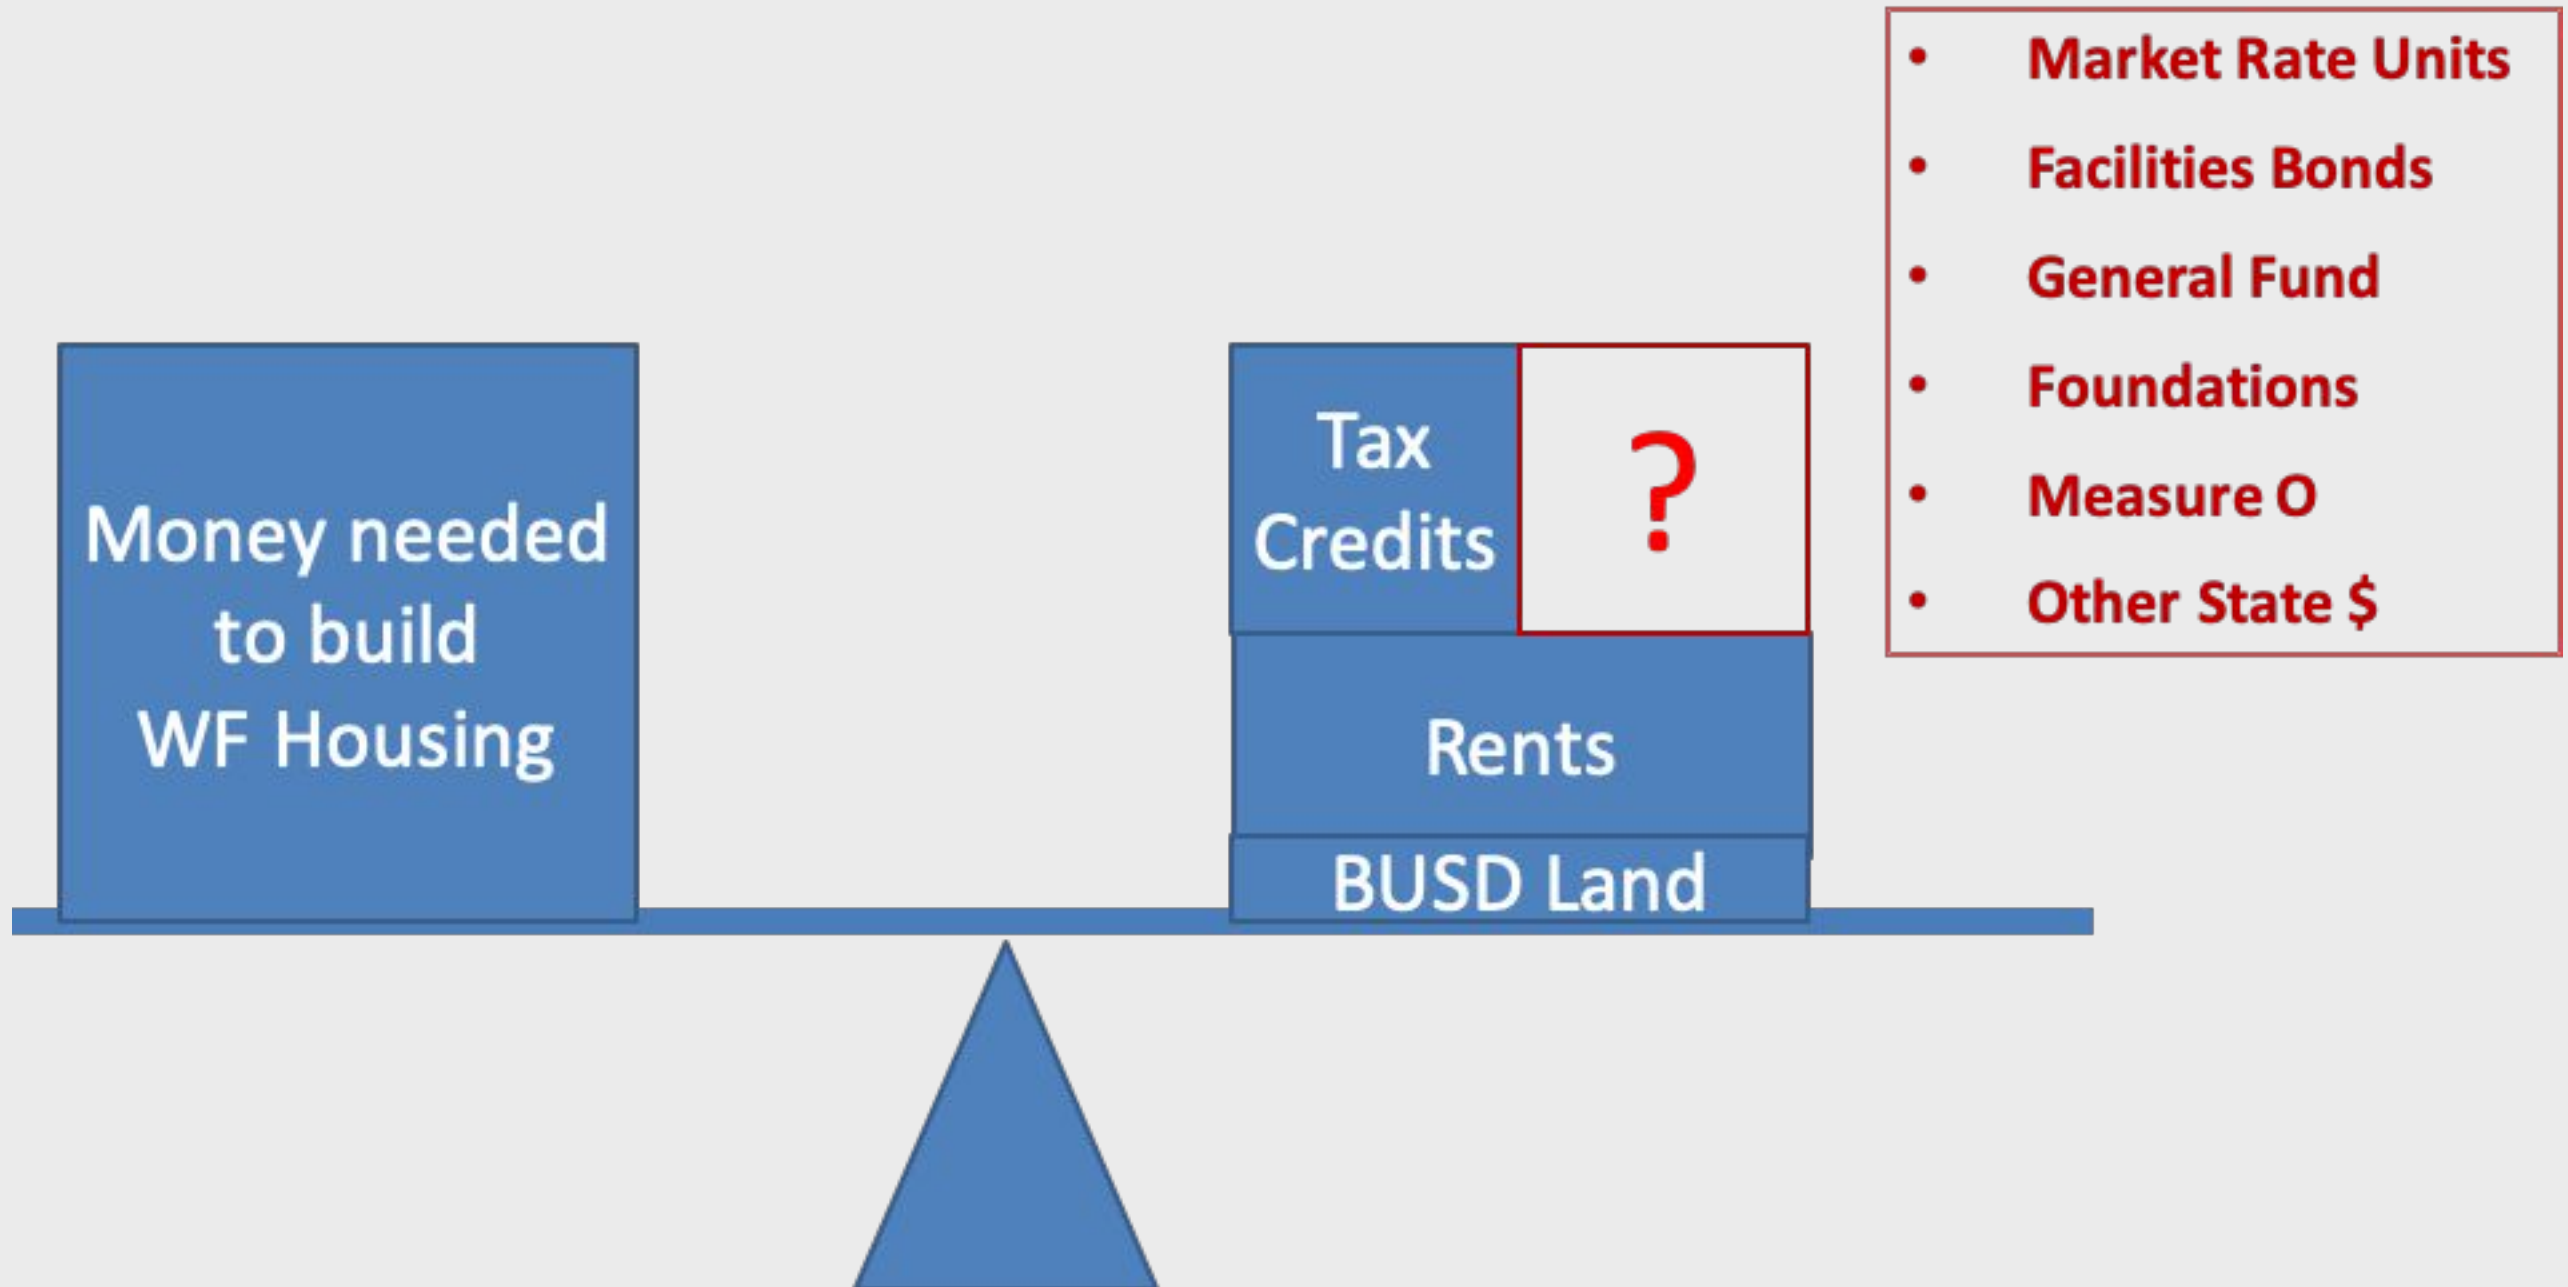 Money needed
to build
WF Housing
Tax
Credits
?
Rents
BUSD Land
• Market Rate Units
• Facilities Bonds
• General Fund
• Foundations
• Measure O
• Other State $